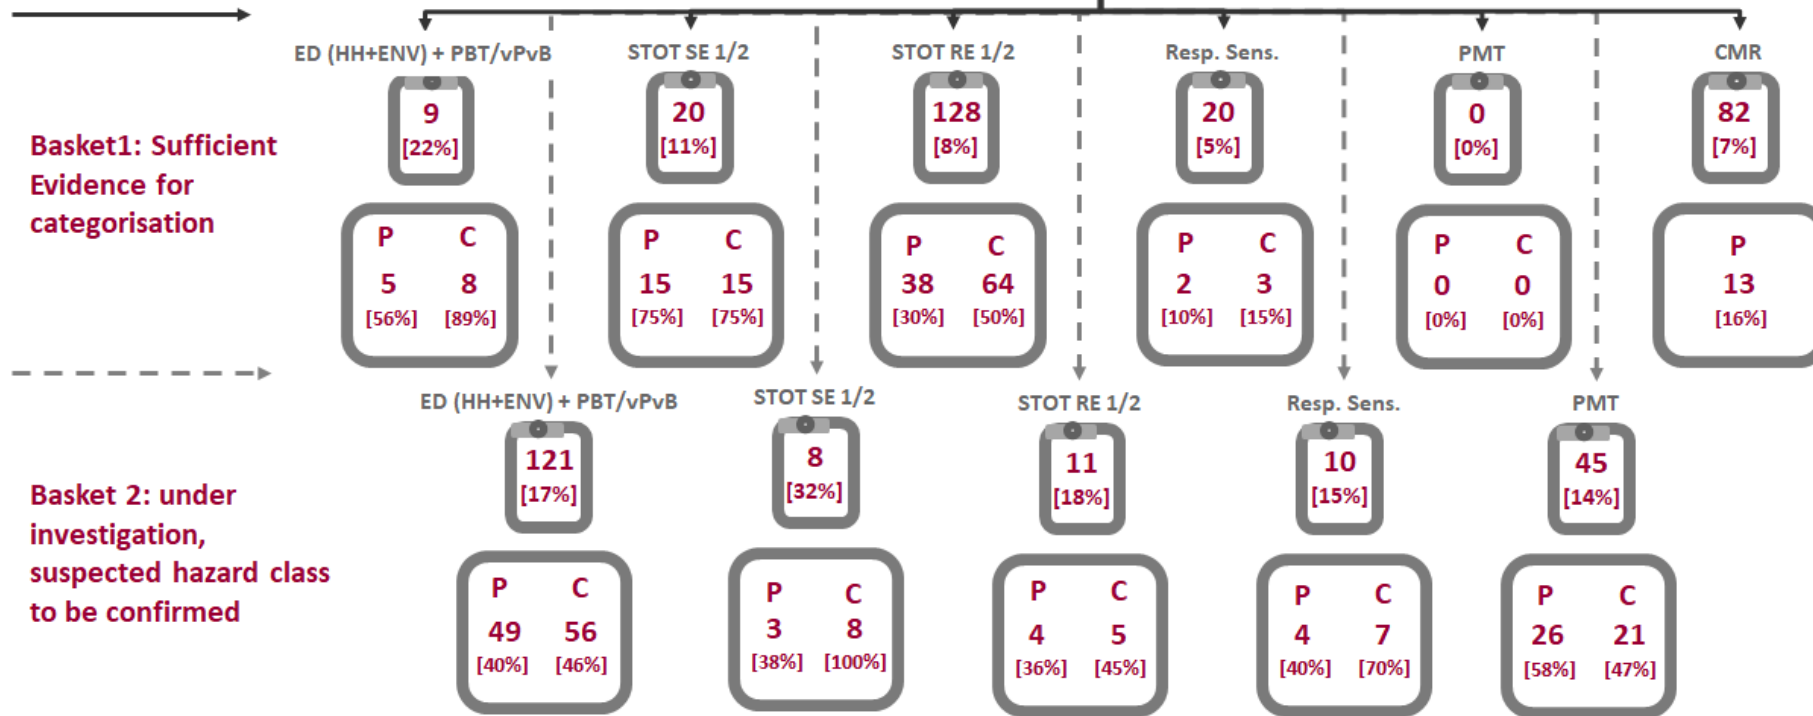 ED (HH+ENV) + PBT/vPvB
STOT SE 1/2
STOT RE 1/2
Resp. Sens.
PMT
CMR
Basket1: Sufficient
Evidence for
categorisation
9
[22%]
20
[11%]
128
[8%]
20
[5%]
0
[0%]
82
[7%]
P C
5 8
[56%] [89%]
P C
15 15
[75%] [75%]
P C
38 64
[30%] [50%]
P C
2 3
[10%] [15%]
P C
0 0
[0%] [0%]
P
13
[16%]
ED (HH+ENV) + PBT/vPvB
STOT SE 1/2
STOT RE 1/2
Resp. Sens.
PMT
Basket 2: under
investigation,
suspected hazard class
to be confirmed
121
[17%]
8
[32%]
11
[18%]
10
[15%]
45
[14%]
P C
49 56
[40%] [46%]
P C
3 8
[38%] [100%]
P C
4 5
[36%] [45%]
P C
4 7
[40%] [70%]
P C
26 21
[58%] [47%]